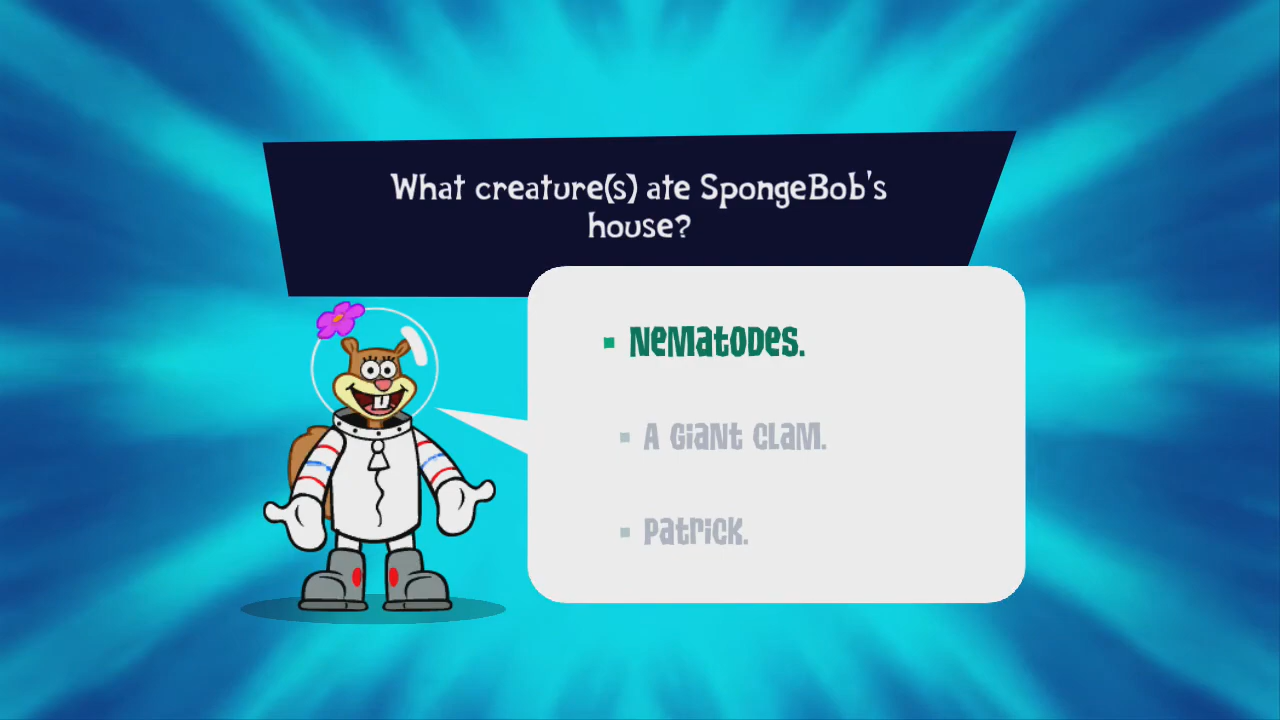 What creature(s) ate SpongeBob's
house?
Nematodes.
A Giant Clam.
Patrick.